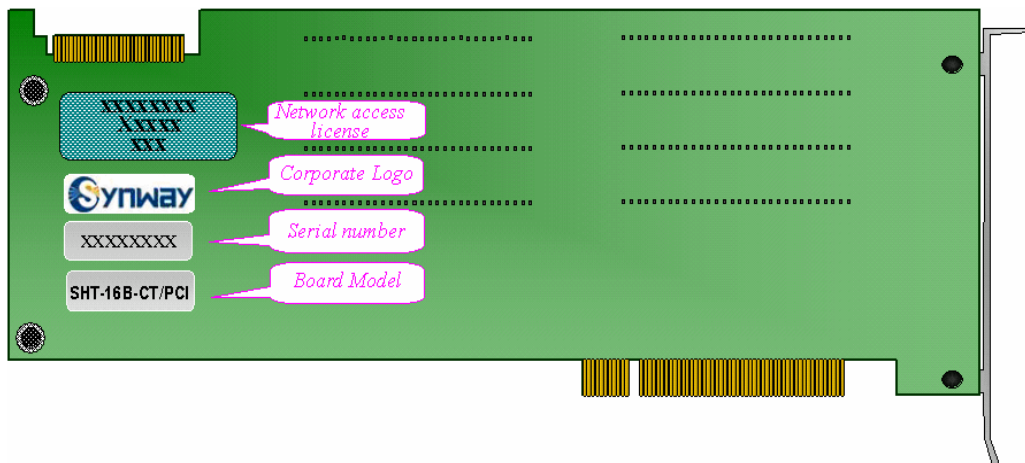 XXXXXXXX
XXXXX
XXX
Network access
license
SYNWAY
Corporate Logo
XXXXXXXX
Serial number
SHT-16B-CT/PCI
Board Model